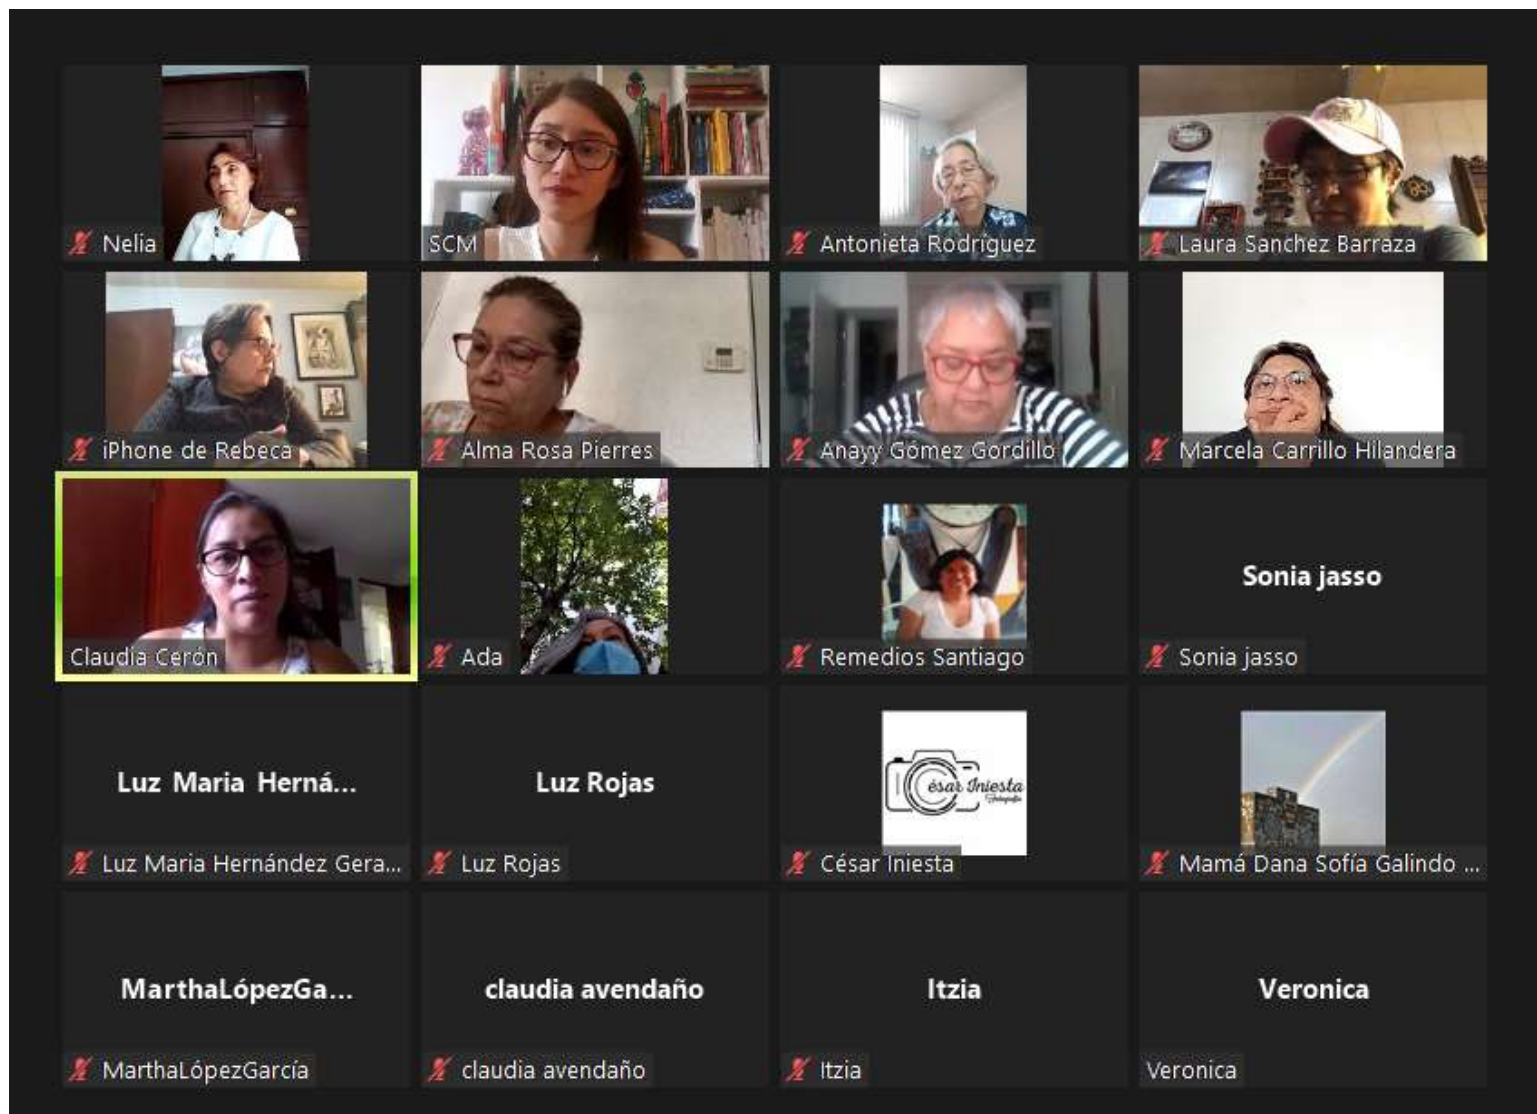 Nelia
SCM
Antonieta Rodríguez
Laura Sanchez Barraza
iPhone de Rebeca
Alma Rosa Pierres
Anayy Gómez Gordillo
Marcela Carrillo Hilandera
Claudia Cerón
Ada
Remedios Santiago
Sonia jasso
Sonia jasso
Luz Maria Herná...
Luz Maria Hernández Gera...
Luz Rojas
Luz Rojas
ésar Iniesta
Fotografía
César Iniesta
Mamá Dana Sofía Galindo ...
MarthaLópezGa...
MarthaLópezGarcía
claudia avendaño
claudia avendaño
Itzia
Itzia
Veronica
Veronica